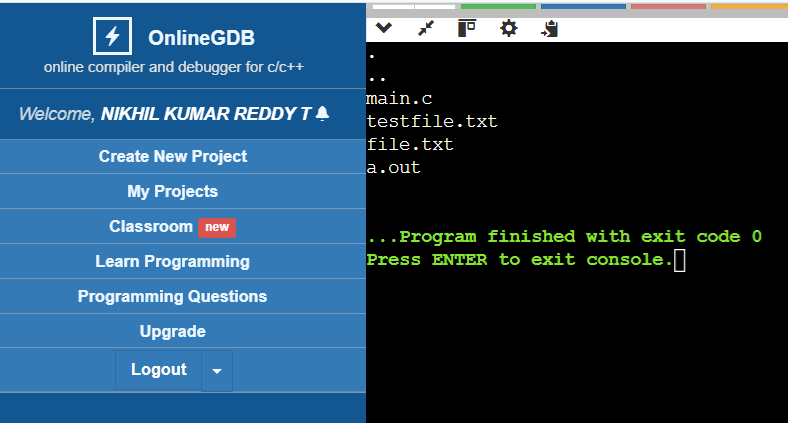 OnlineGDB
online compiler and debugger for c/c++
Welcome, NIKHIL KUMAR REDDY T
Create New Project
My Projects
Classroom new
Learn Programming
Programming Questions
Upgrade
Logout
.
..
main.c
testfile.txt
file.txt
a.out
...Program finished with exit code 0
Press ENTER to exit console.